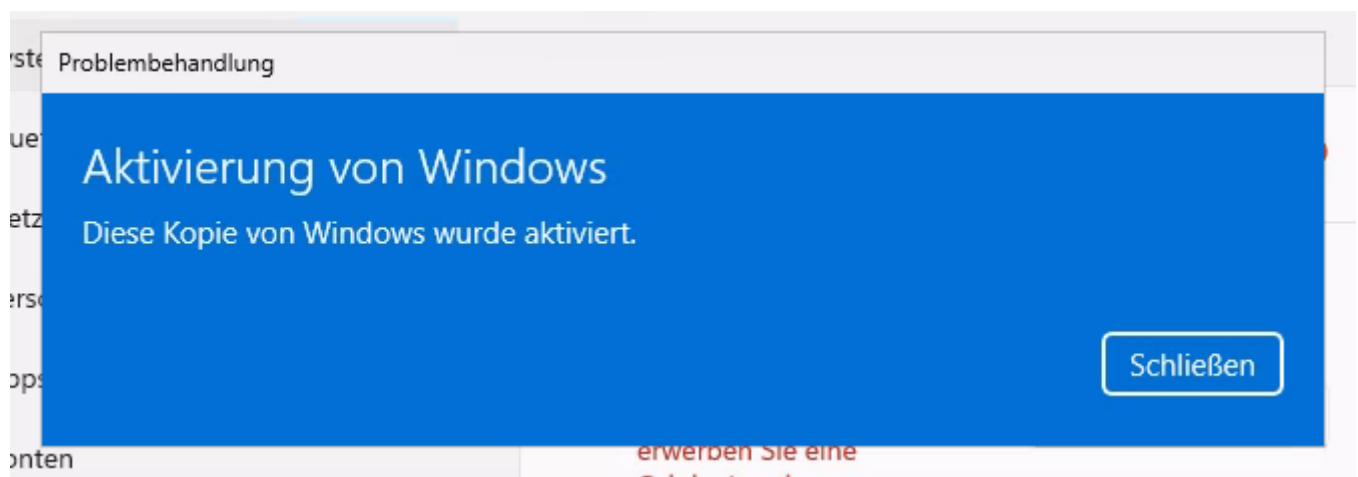 Problembehandlung
Aktivierung von Windows
Diese Kopie von Windows wurde aktiviert.
Schließen
erwerben Sie eine